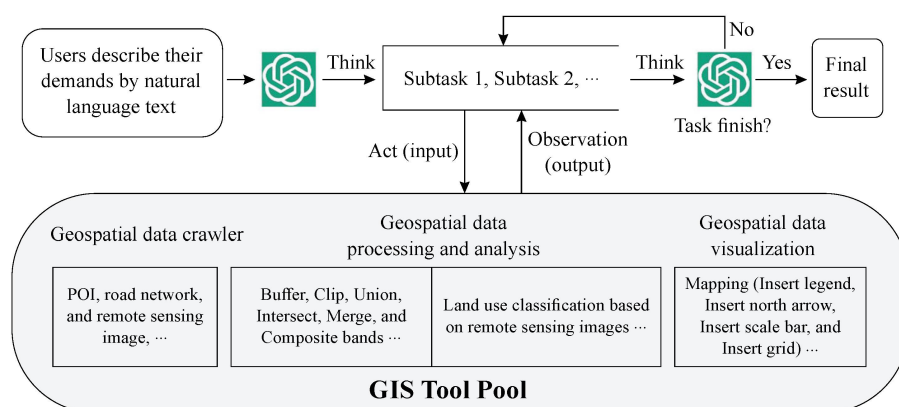 Users describe their
demands by natural
language text
Think
Subtask 1, Subtask 2, ···
Think
No
Yes
Task finish?
Final
result
Act (input)
Observation
(output)
Geospatial data crawler
POI, road network,
and remote sensing
image, ···
Geospatial data
processing and analysis
Buffer, Clip, Union,
Intersect, Merge, and
Composite bands ···
Land use classification based
on remote sensing images ···
Geospatial data
visualization
Mapping (Insert legend,
Insert north arrow,
Insert scale bar, and
Insert grid) ···
GIS Tool Pool